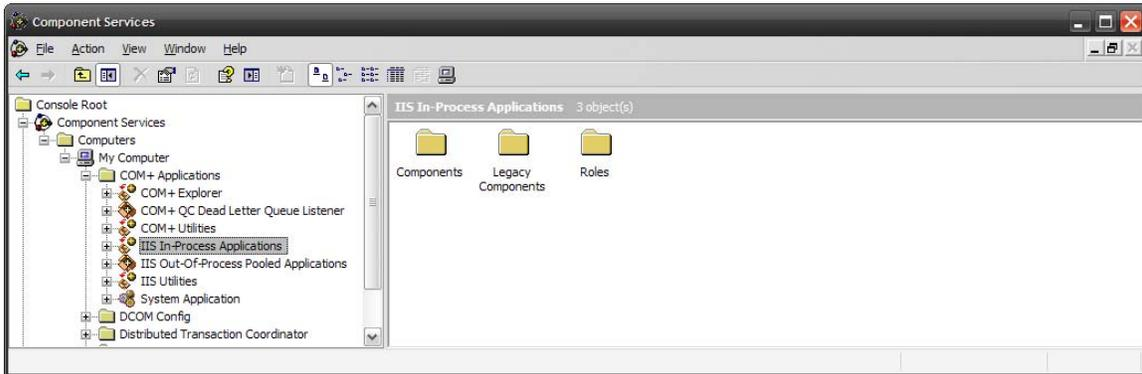 Component Services
File Action View Window Help
Console Root
Component Services
Computers
My Computer
COM+ Applications
COM+ Explorer
COM+ QC Dead Letter Queue Listener
COM+ Utilities
IIS In-Process Applications
IIS Out-Of-Process Pooled Applications
IIS Utilities
System Application
DCOM Config
Distributed Transaction Coordinator
IIS In-Process Applications 3 object(s)
Components
Legacy
Components
Roles